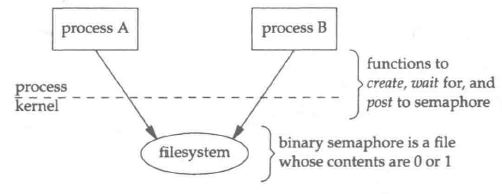 process A
process B
functions to
create, wait for, and
post to semaphore
process
kernel
filesystem
binary semaphore is a file
whose contents are 0 or 1